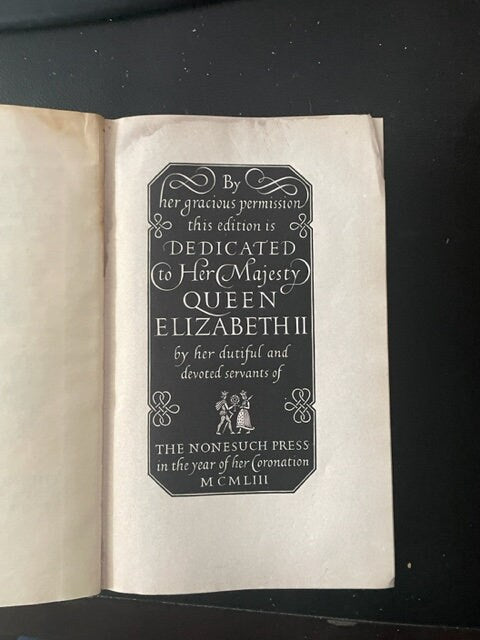 By
her gracious permission
this edition is
DEDICATED
to Her Majesty
QUEEN
ELIZABETH II
by her dutiful and
devoted servants of
THE NONESUCH PRESS
in the year of her Coronation
MCMLIII